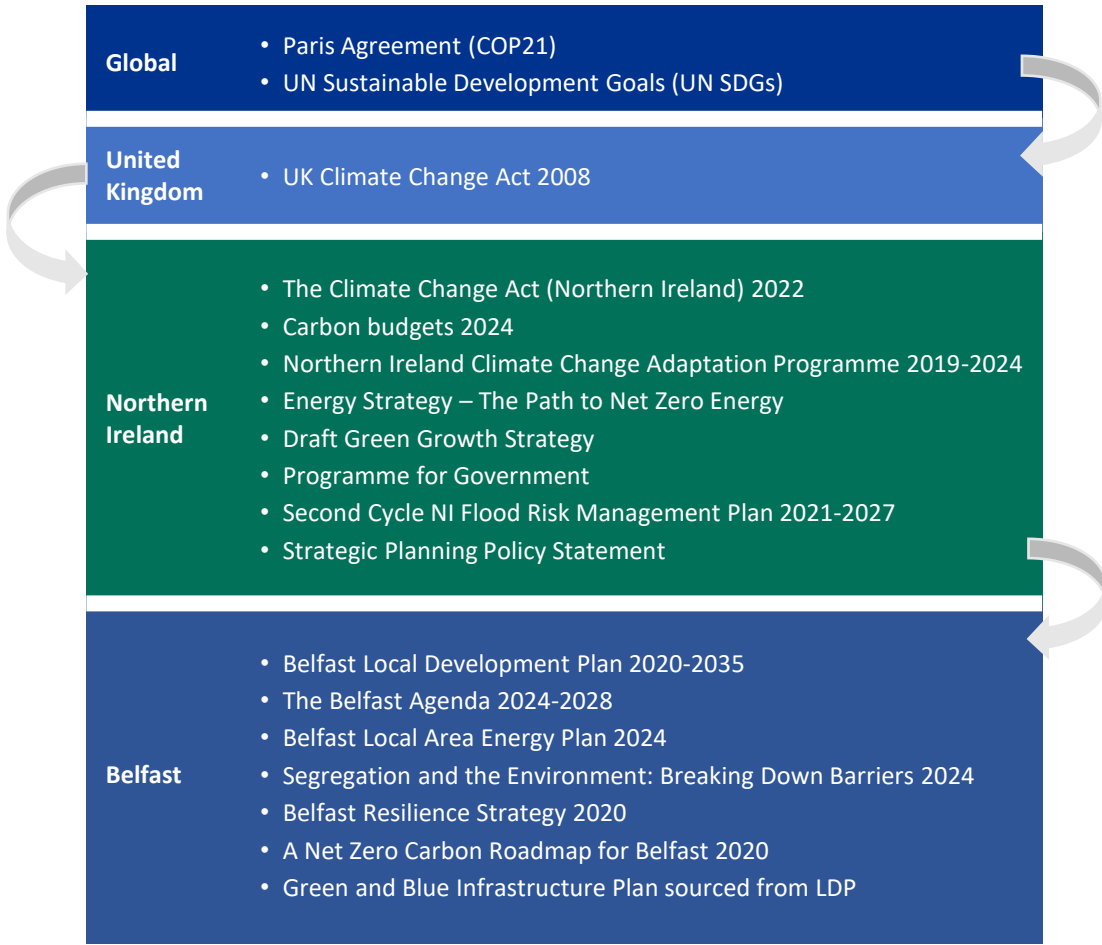 Global
• Paris Agreement (COP21)
• UN Sustainable Development Goals (UN SDGs)
United
Kingdom
• UK Climate Change Act 2008
Northern
Ireland
• The Climate Change Act (Northern Ireland) 2022
• Carbon budgets 2024
• Northern Ireland Climate Change Adaptation Programme 2019-2024
• Energy Strategy – The Path to Net Zero Energy
• Draft Green Growth Strategy
• Programme for Government
• Second Cycle NI Flood Risk Management Plan 2021-2027
• Strategic Planning Policy Statement
Belfast
• Belfast Local Development Plan 2020-2035
• The Belfast Agenda 2024-2028
• Belfast Local Area Energy Plan 2024
• Segregation and the Environment: Breaking Down Barriers 2024
• Belfast Resilience Strategy 2020
• A Net Zero Carbon Roadmap for Belfast 2020
• Green and Blue Infrastructure Plan sourced from LDP